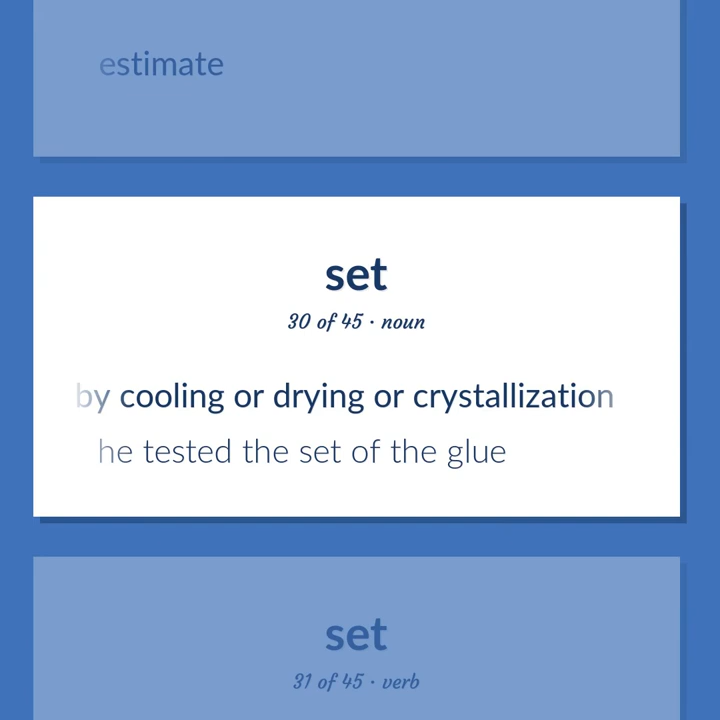 estimate
set
30 of 45 · noun
by cooling or drying or crystallization
he tested the set of the glue
set
31 of 45 · verb